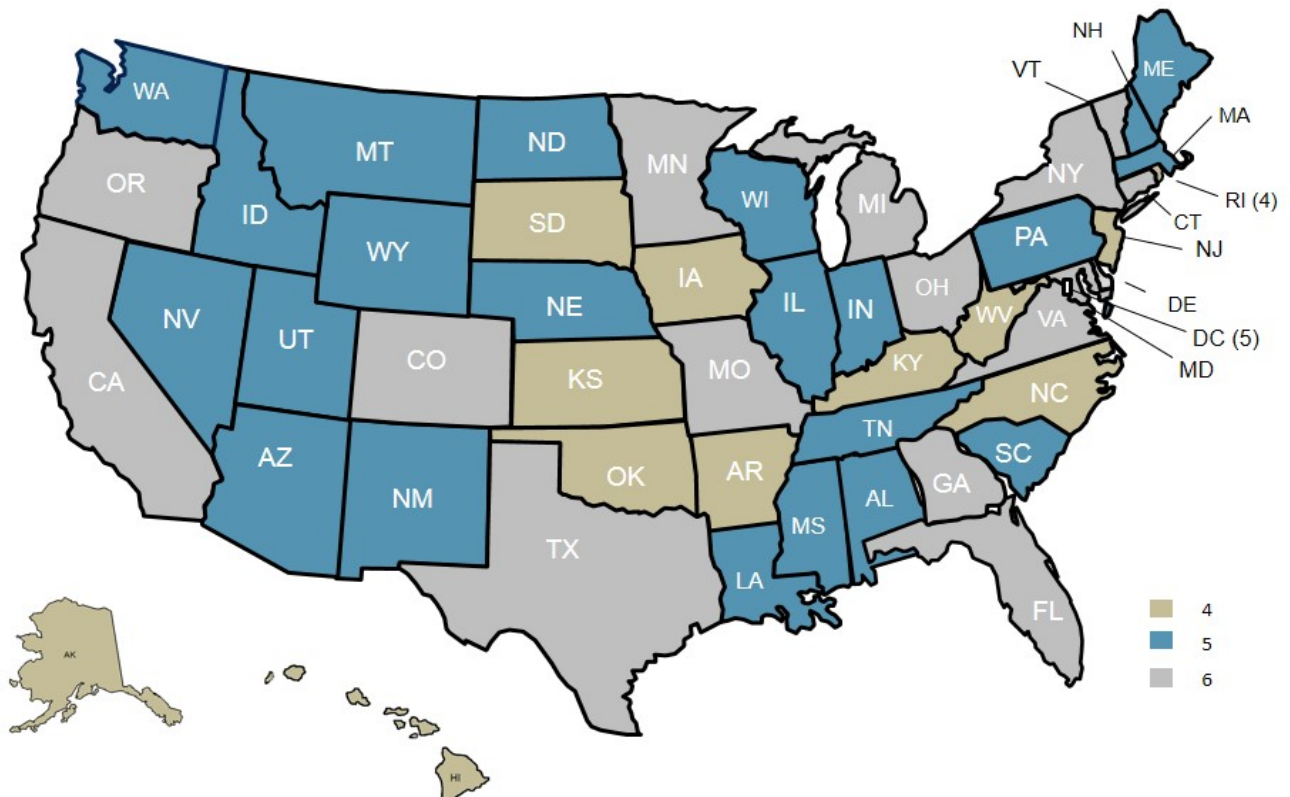 NH
VT
ME
WA
MA
MT
ND
MN
OR
NY
RI (4)
WI
MI
ID
SD
CT
PA
NJ
WY
IA
OH
DE
NE
IL
IN
WV
VA
NV
DC (5)
UT
CO
MO
KY
MD
CA
KS
NC
TN
AZ
SC
OK
AR
GA
NM
AL
MS
TX
LA
FL
4
5
6
AK
HI